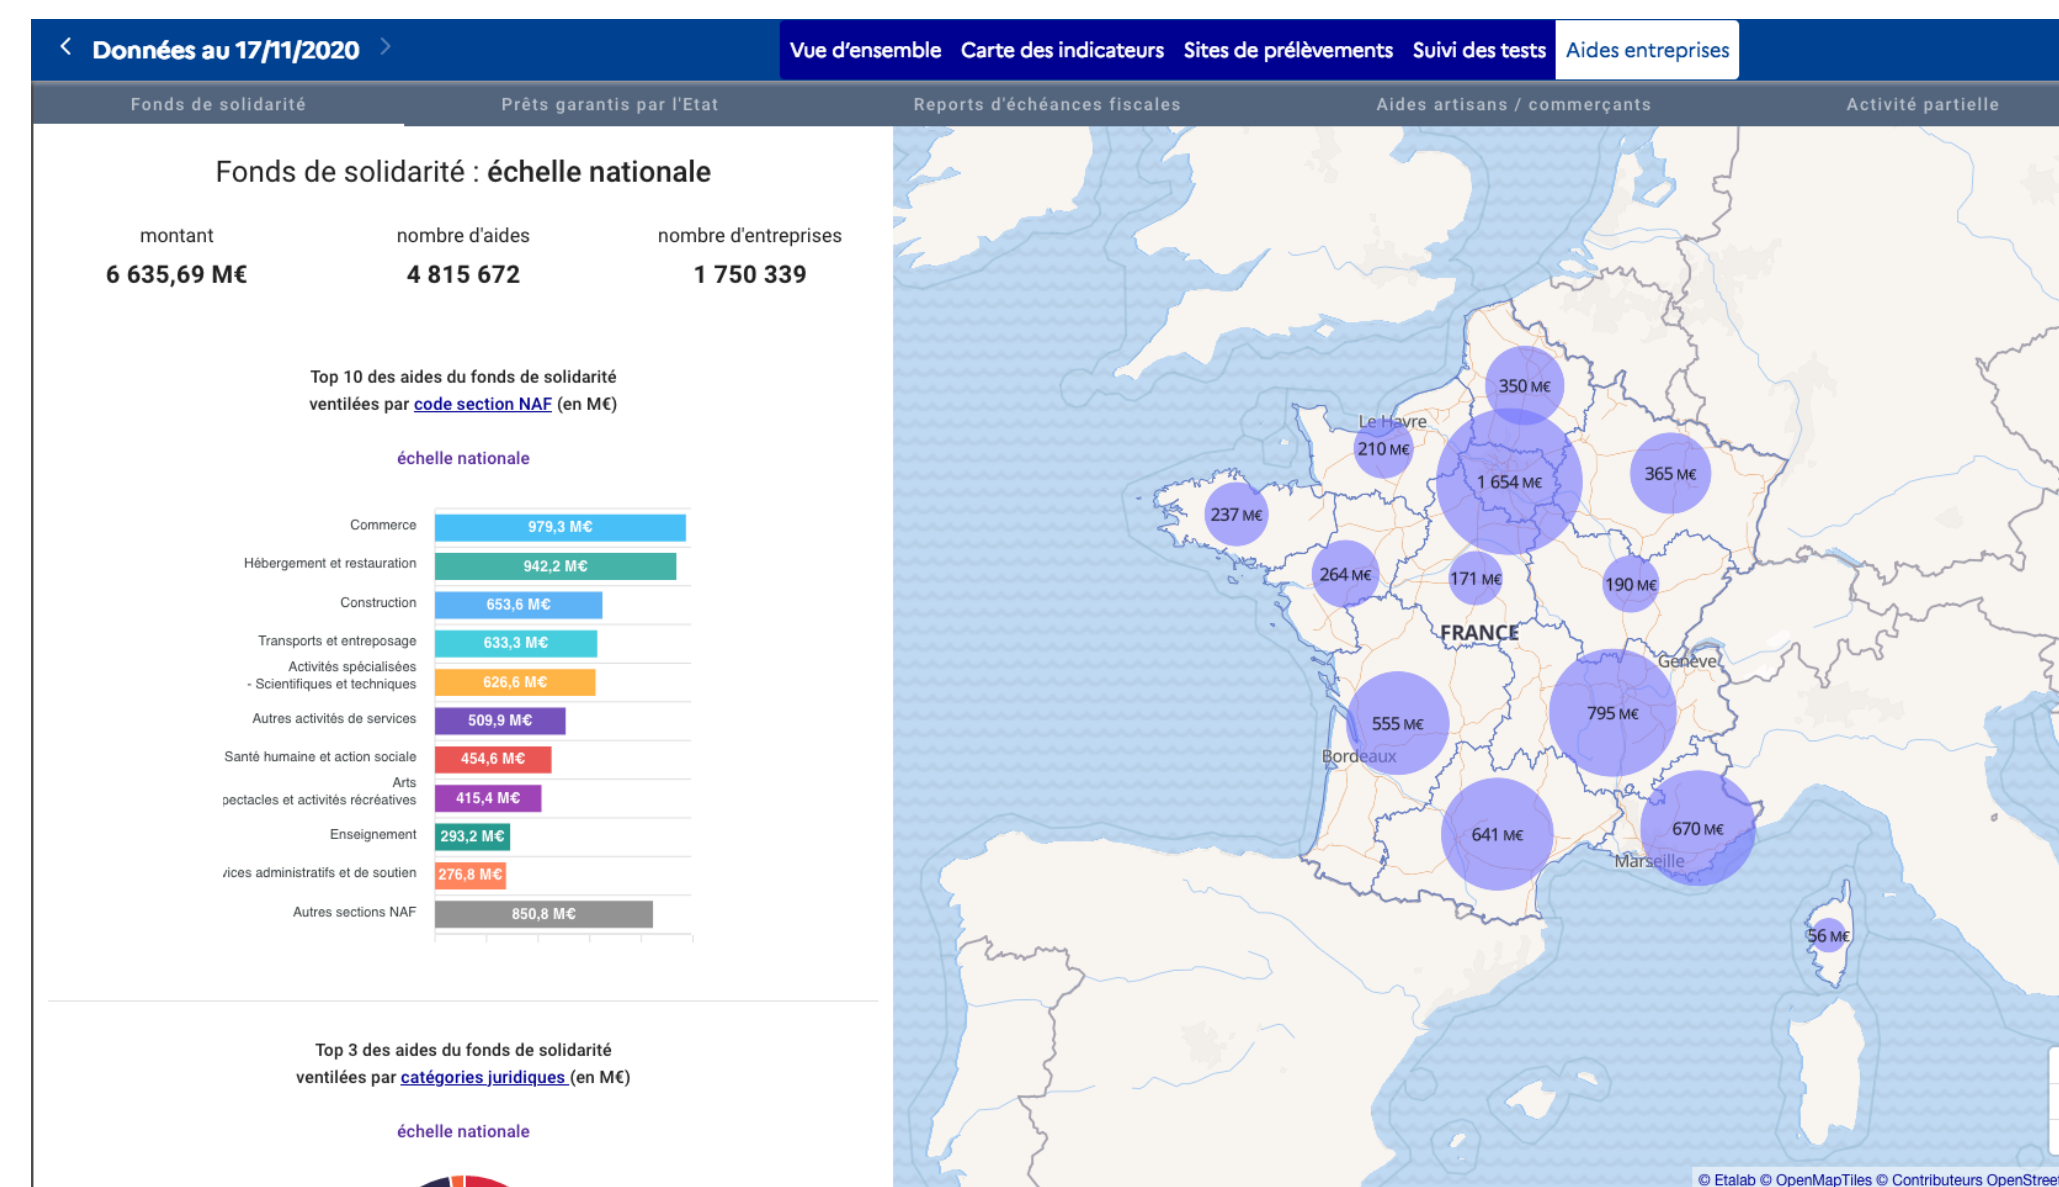 Données au 17/11/2020
Vue d'ensemble Carte des indicateurs Sites de prélèvements Suivi des tests Aides entreprises
Fonds de solidarité Prêts garantis par l'Etat Reports d'échéances fiscales Aides artisans / commerçants Activité partielle
Fonds de solidarité : échelle nationale
montant nombre d'aides nombre d'entreprises
6 635,69 M€ 4 815 672 1 750 339
Top 10 des aides du fonds de solidarité
ventilées par code section NAF (en M€)
échelle nationale
Commerce 979,3 M€
Hébergement et restauration 942,2 M€
Construction 653,6 M€
Transports et entreposage 633,3 M€
Activités spécialisées
- Scientifiques et techniques 626,6 M€
Autres activités de services 509,9 M€
Santé humaine et action sociale 454,6 M€
Arts
pectacles et activités récréatives 415,4 M€
Enseignement 293,2 M€
vices administratifs et de soutien 276,8 M€
Autres sections NAF 850,8 M€
Top 3 des aides du fonds de solidarité
ventilées par catégories juridiques (en M€)
échelle nationale
350 M€
Le Havre
210 M€
1 654 M€
365 M€
237 M€
264 M€
171 M€
190 M€
FRANCE
Genève
555 M€
795 M€
Bordeaux
641 M€
670 M€
Marseille
56 M€
© Etalab © OpenMapTiles © Contributeurs OpenStreet